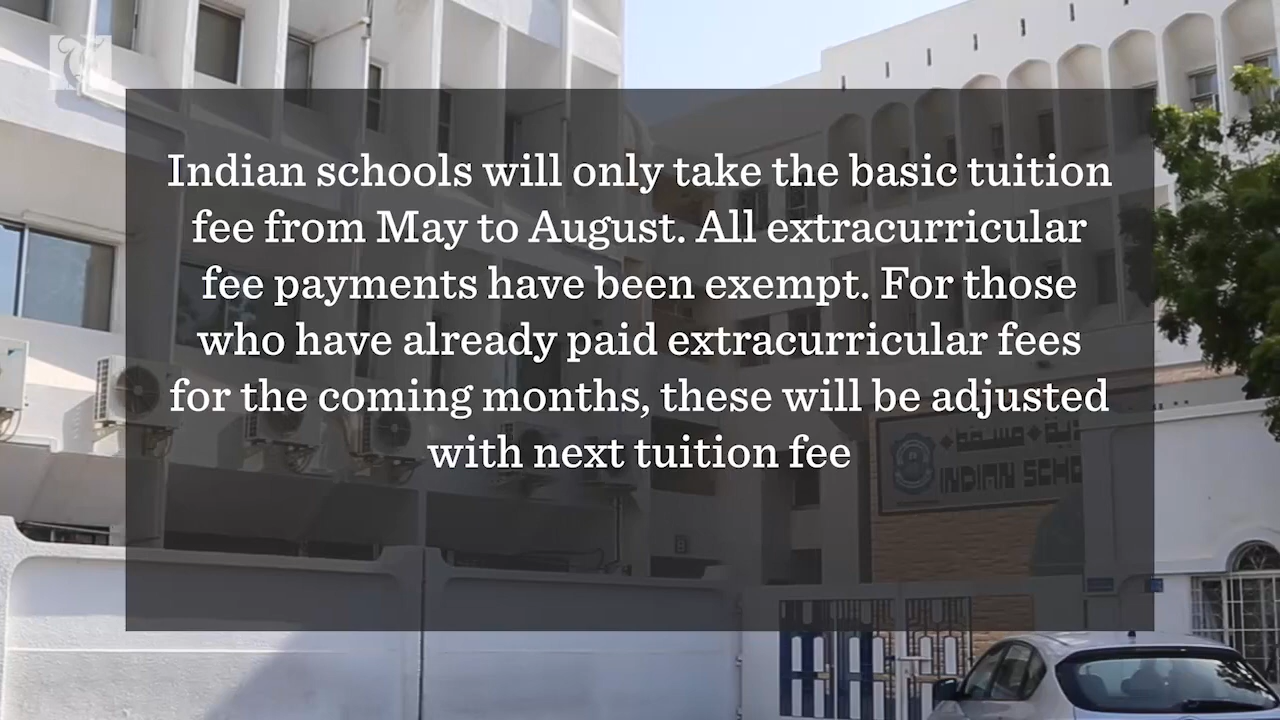 Indian schools will only take the basic tuition
fee from May to August. All extracurricular
fee payments have been exempt. For those
who have already paid extracurricular fees
for the coming months, these will be adjusted
with next tuition fee
INDIAN SCHO